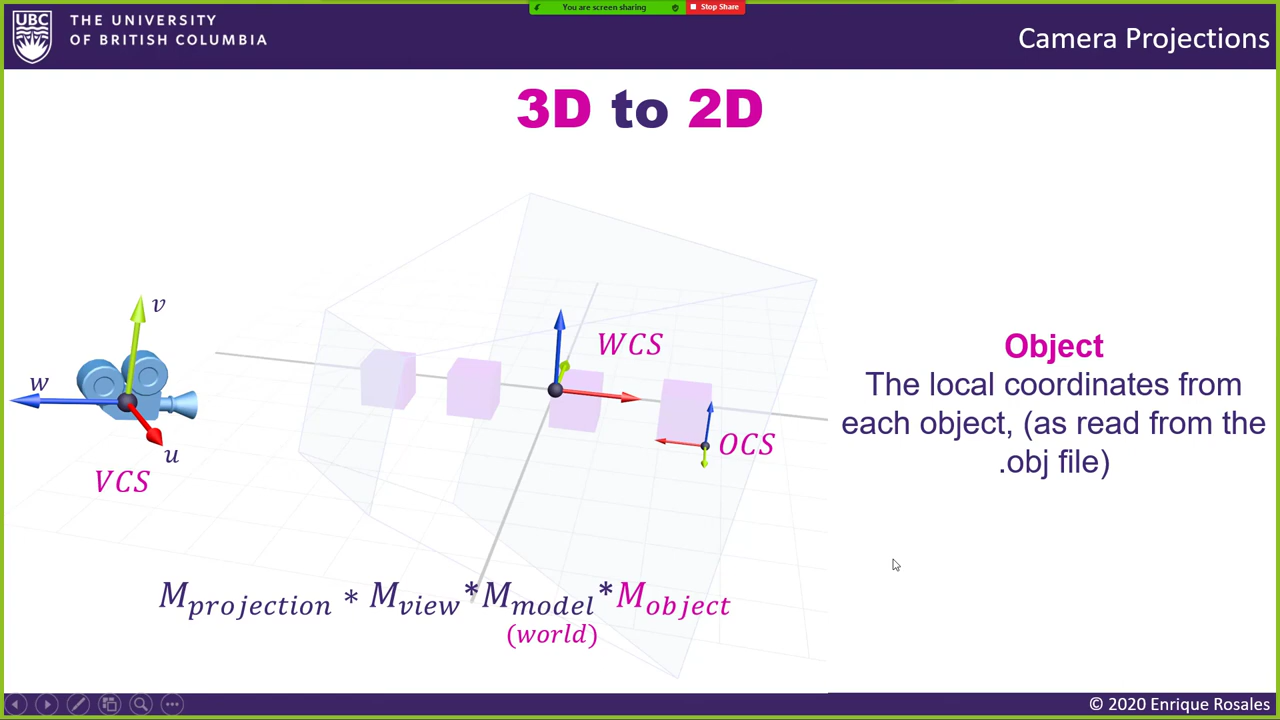 You are screen sharing
Stop Share
UBC
THE UNIVERSITY
OF BRITISH COLUMBIA
Camera Projections
3D to 2D
v
w
u
VCS
WCS
OCS
Object
The local coordinates from
each object, (as read from the
.obj file)
M_projection * M_view * M_model * M_object
(world)
© 2020 Enrique Rosales